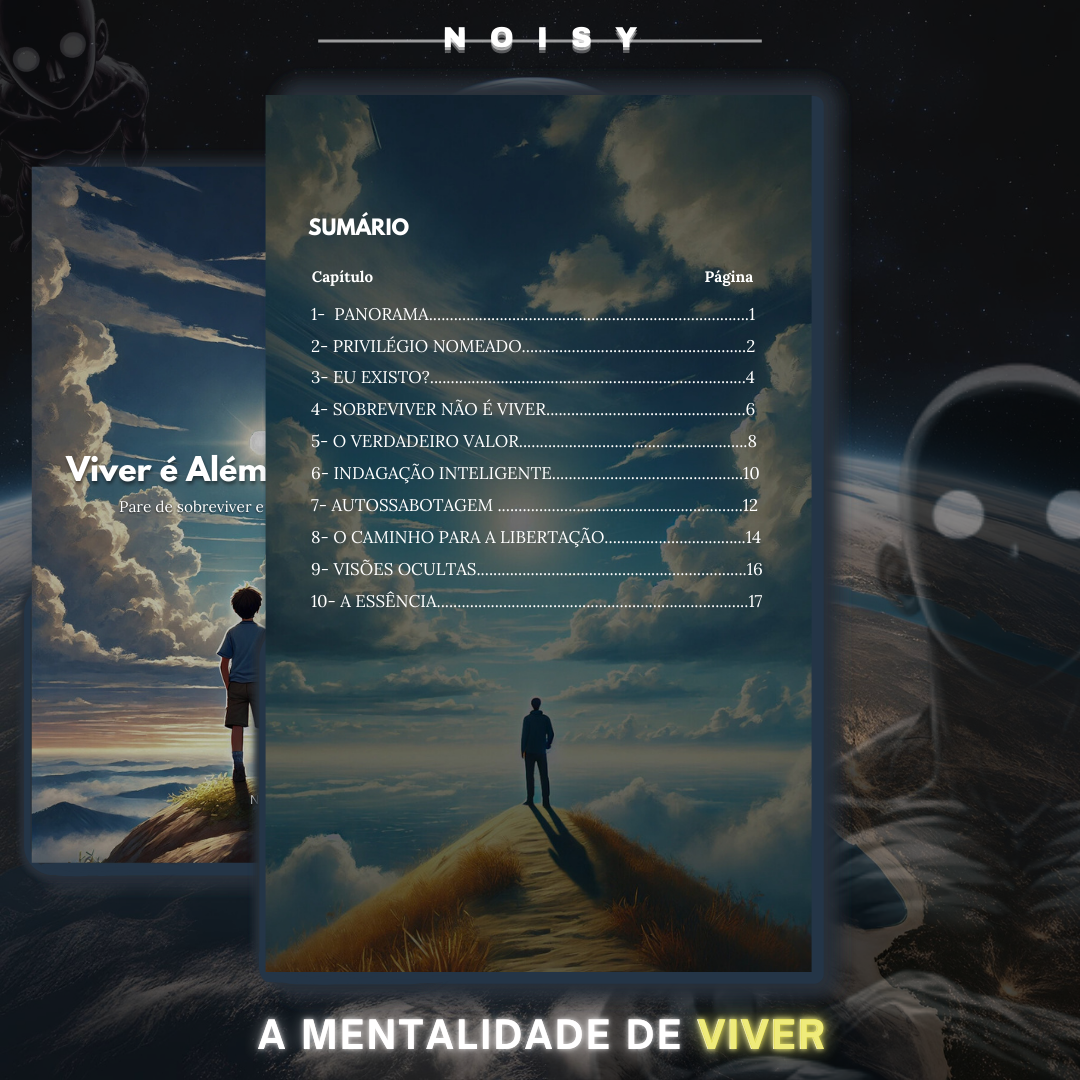 NOISY
SUMÁRIO
Capítulo Página
1- PANORAMA................................................................................1
2- PRIVILÉGIO NOMEADO........................................................2
3- EU EXISTO?...............................................................................4
4- SOBREVIVER NÃO É VIVER..................................................6
5- O VERDADEIRO VALOR.........................................................8
6- INDAGAÇÃO INTELIGENTE................................................10
7- AUTOSSABOTAGEM .............................................................12
8- O CAMINHO PARA A LIBERTAÇÃO...................................14
9- VISÕES OCULTAS...................................................................16
10- A ESSÊNCIA.............................................................................17
Viver é Além
Pare de sobreviver e
N
A MENTALIDADE DE VIVER